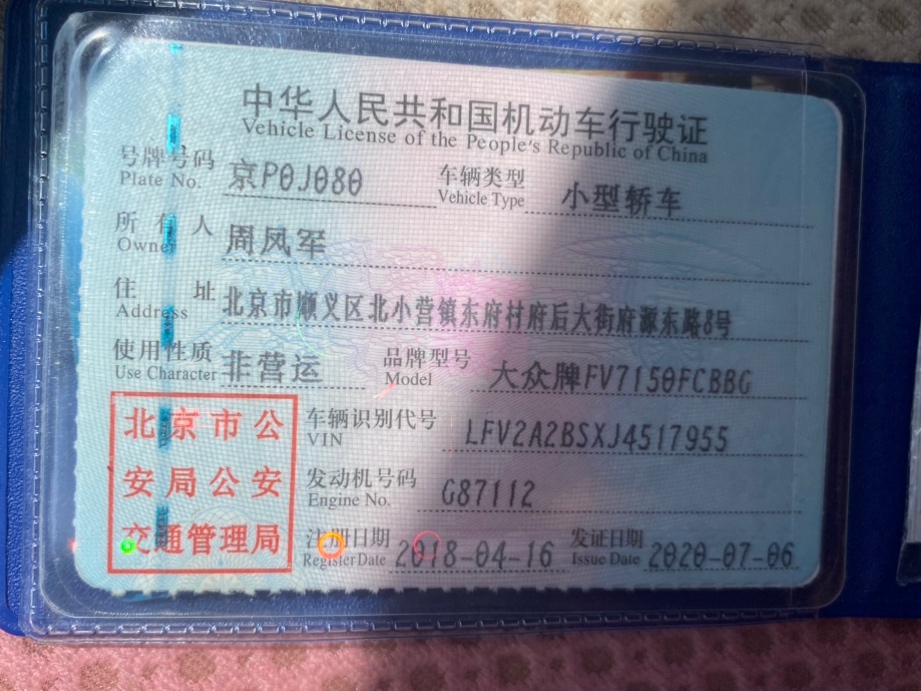 中华人民共和国机动车行驶证
Vehicle License of the People's Republic of China
号牌号码 京P0J080 车辆类型 小型轿车
Plate No. Vehicle Type
所有人 周凤军
Owner
住址 北京市顺义区北小营镇东府村府后大街府源东路8号
Address
使用性质 非营运 品牌型号 大众牌FV7150FCBBG
Use Character Model
北京市公
安局公安
交通管理局
车辆识别代号 LFV2A2BSXJ4517955
VIN
发动机号码 G87112
Engine No.
注册日期 2018-04-16 发证日期 2020-07-06
Register Date Issue Date